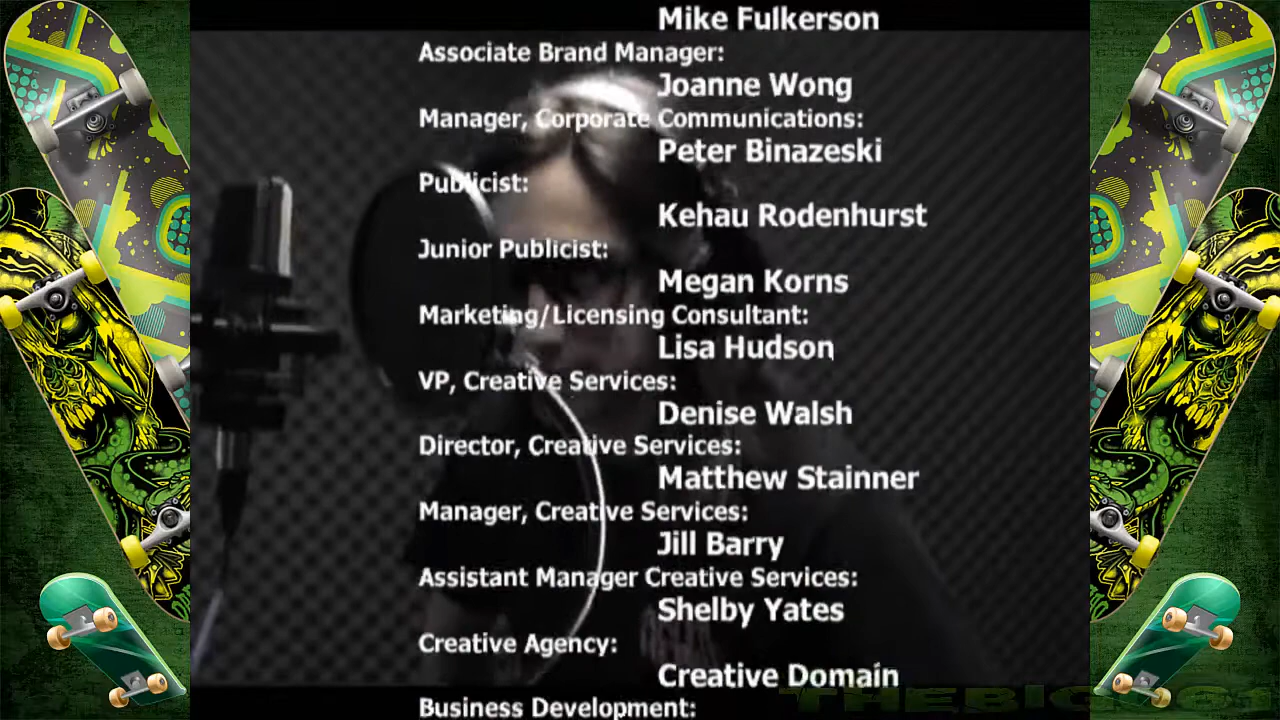 Mike Fulkerson
Associate Brand Manager:
Joanne Wong
Manager, Corporate Communications:
Peter Binazeski
Publicist:
Kehau Rodenhurst
Junior Publicist:
Megan Korns
Marketing/Licensing Consultant:
Lisa Hudson
VP, Creative Services:
Denise Walsh
Director, Creative Services:
Matthew Stainner
Manager, Creative Services:
Jill Barry
Assistant Manager Creative Services:
Shelby Yates
Creative Agency:
Creative Domain
Business Development: